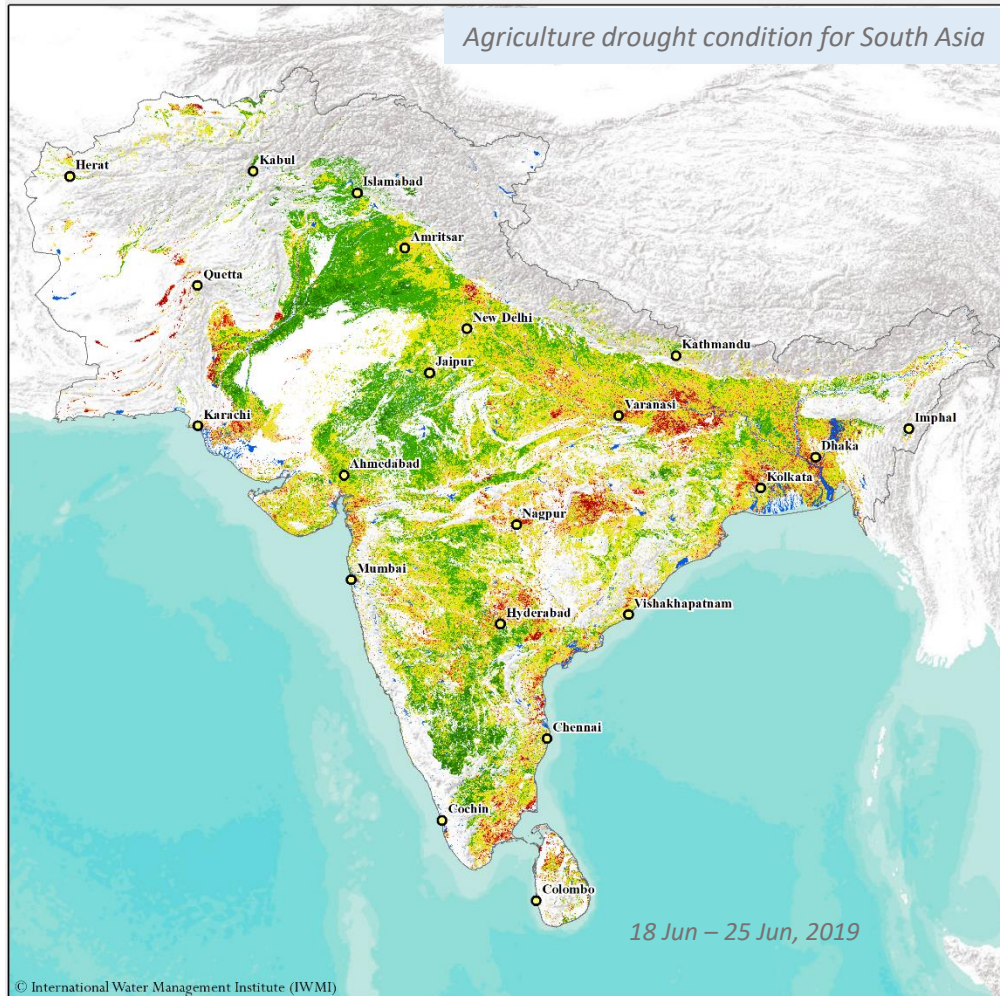 Agriculture drought condition for South Asia
Herat
Kabul
Islamabad
Amritsar
Quetta
New Delhi
Kathmandu
Jaipur
Varanasi
Karachi
Imphal
Dhaka
Ahmedabad
Kolkata
Nagpur
Mumbai
Vishakhapatnam
Hyderabad
Chennai
Cochin
Colombo
18 Jun – 25 Jun, 2019
© International Water Management Institute (IWMI)